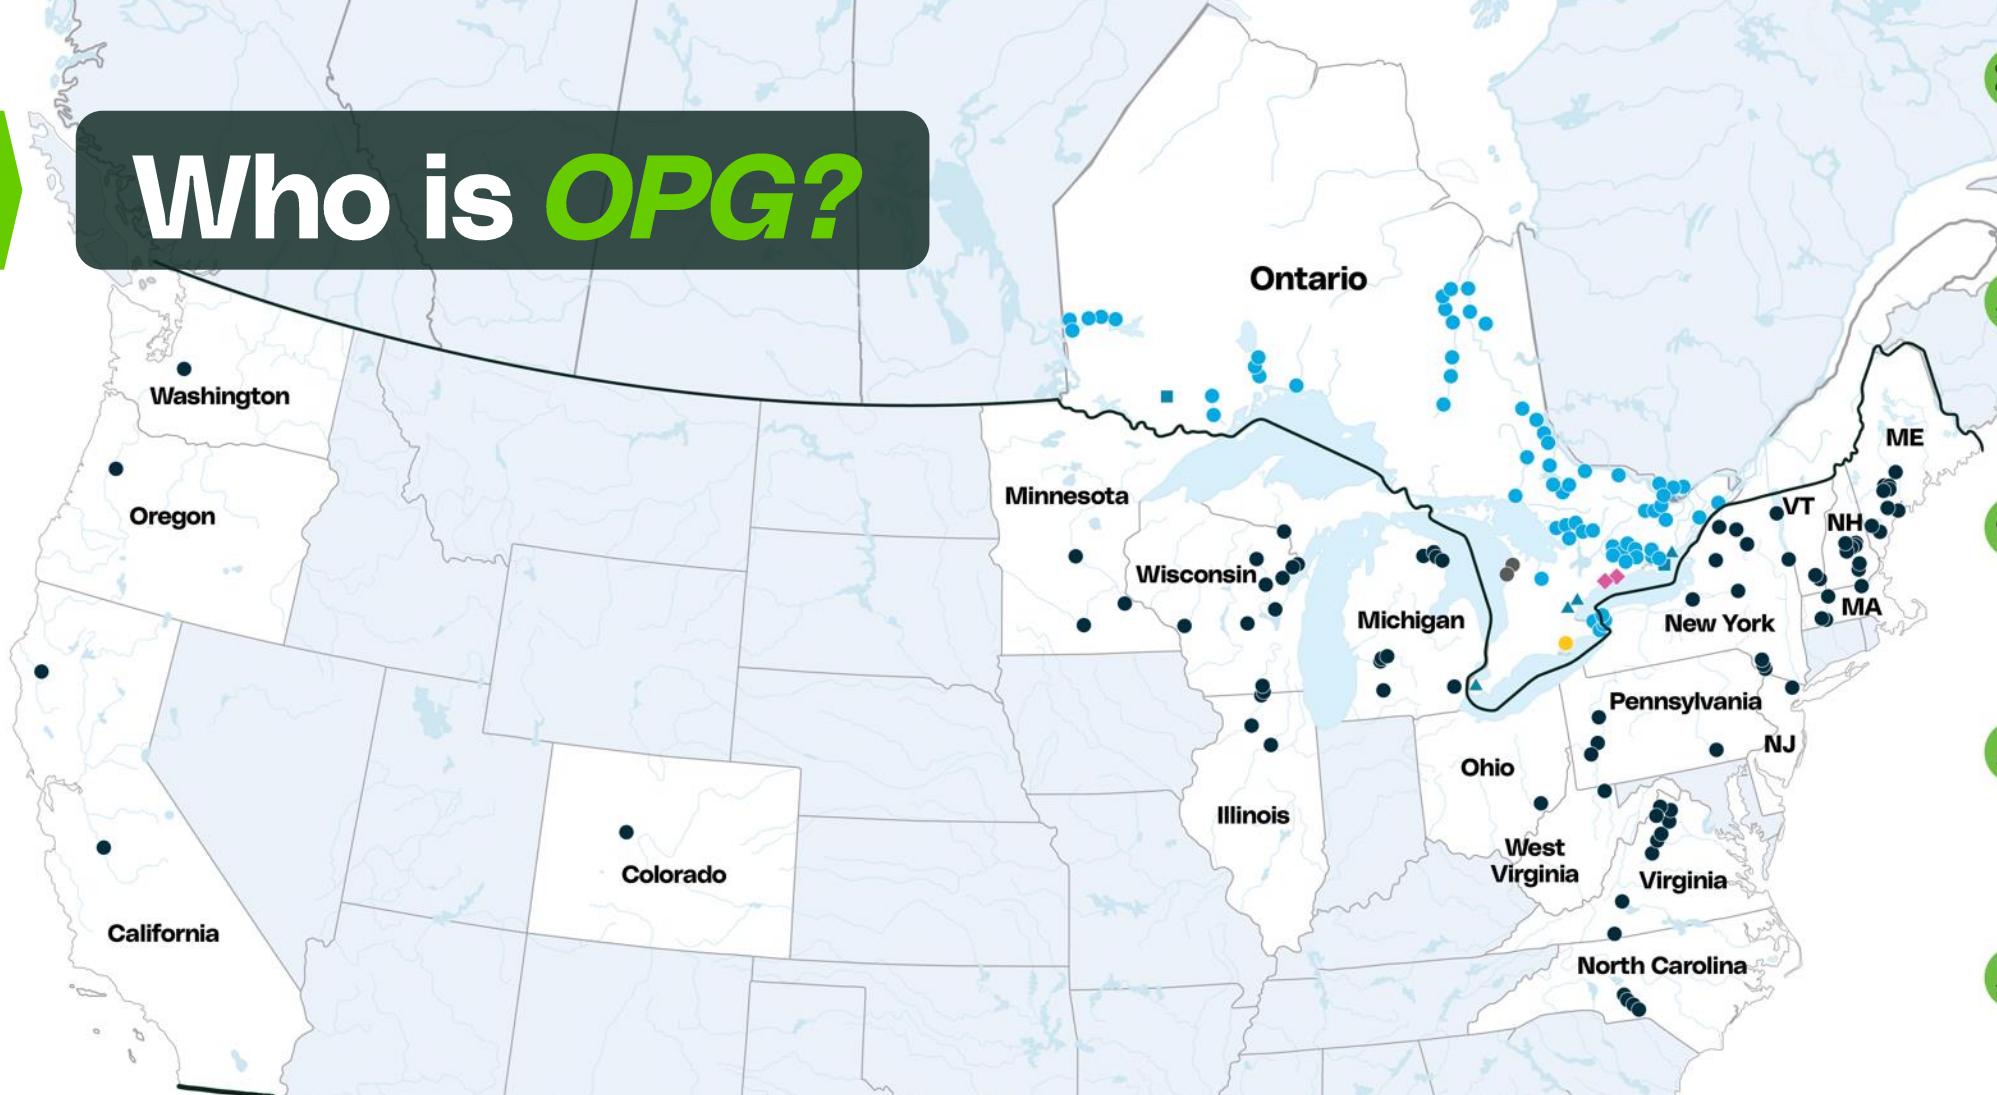 Who is OPG?
Ontario
Washington
Oregon
California
Colorado
Minnesota
Wisconsin
Michigan
Illinois
Ohio
West
Virginia
Virginia
North Carolina
Pennsylvania
NJ
New York
MA
NH
VT
ME